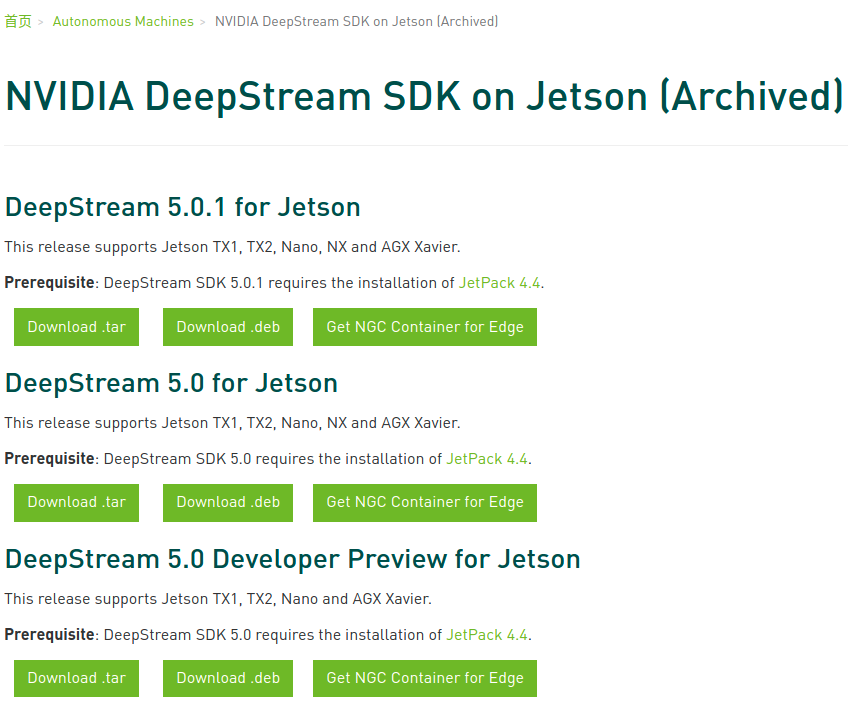 首页 > Autonomous Machines > NVIDIA DeepStream SDK on Jetson (Archived)
NVIDIA DeepStream SDK on Jetson (Archived)
DeepStream 5.0.1 for Jetson
This release supports Jetson TX1, TX2, Nano, NX and AGX Xavier.
Prerequisite: DeepStream SDK 5.0.1 requires the installation of JetPack 4.4.
Download .tar Download .deb Get NGC Container for Edge
DeepStream 5.0 for Jetson
This release supports Jetson TX1, TX2, Nano, NX and AGX Xavier.
Prerequisite: DeepStream SDK 5.0 requires the installation of JetPack 4.4.
Download .tar Download .deb Get NGC Container for Edge
DeepStream 5.0 Developer Preview for Jetson
This release supports Jetson TX1, TX2, Nano and AGX Xavier.
Prerequisite: DeepStream SDK 5.0 requires the installation of JetPack 4.4.
Download .tar Download .deb Get NGC Container for Edge